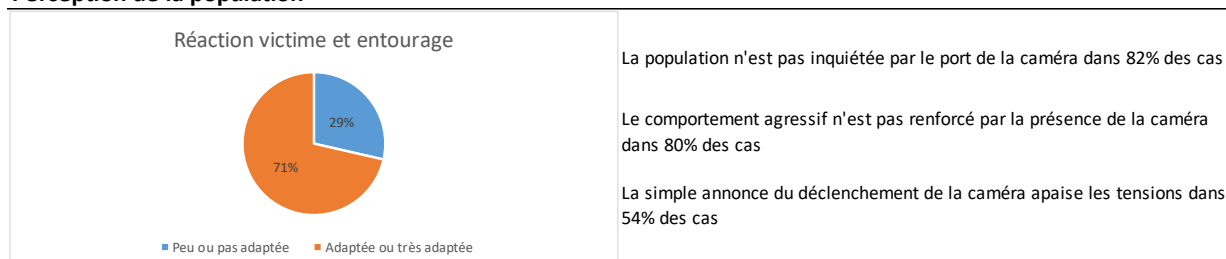 Perception de la population
Réaction victime et entourage
29%
71%
Peu ou pas adaptée
Adaptée ou très adaptée
La population n'est pas inquiétée par le port de la caméra dans 82% des cas
Le comportement agressif n'est pas renforcé par la présence de la caméra
dans 80% des cas
La simple annonce du déclenchement de la caméra apaise les tensions dans
54% des cas